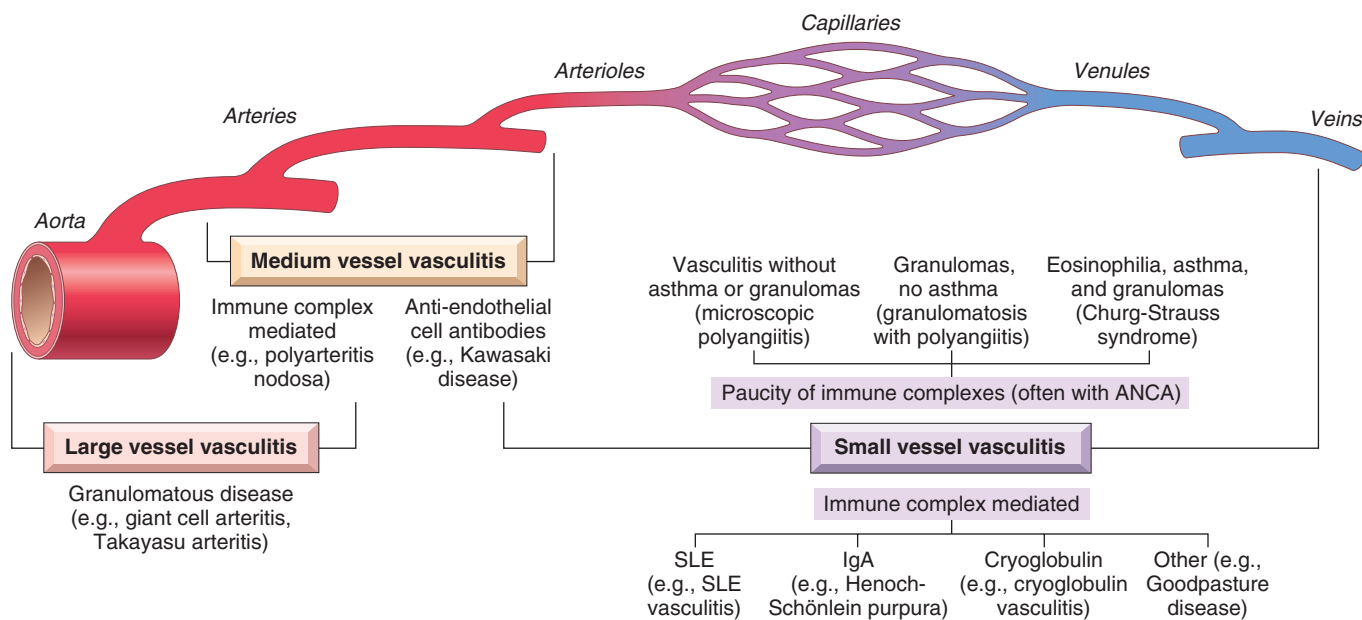 Capillaries
Arterioles
Venules
Arteries
Veins
Aorta
Medium vessel vasculitis
Immune complex
mediated
(e.g., polyarteritis
nodosa)
Anti-endothelial
cell antibodies
(e.g., Kawasaki
disease)
Vasculitis without
asthma or granulomas
(microscopic
polyangiitis)
Granulomas,
no asthma
(granulomatosis
with polyangiitis)
Eosinophilia, asthma,
and granulomas
(Churg-Strauss
syndrome)
Paucity of immune complexes (often with ANCA)
Large vessel vasculitis
Granulomatous disease
(e.g., giant cell arteritis,
Takayasu arteritis)
Small vessel vasculitis
Immune complex mediated
SLE
(e.g., SLE
vasculitis)
IgA
(e.g., Henoch-
Schönlein purpura)
Cryoglobulin
(e.g., cryoglobulin
vasculitis)
Other (e.g.,
Goodpasture
disease)